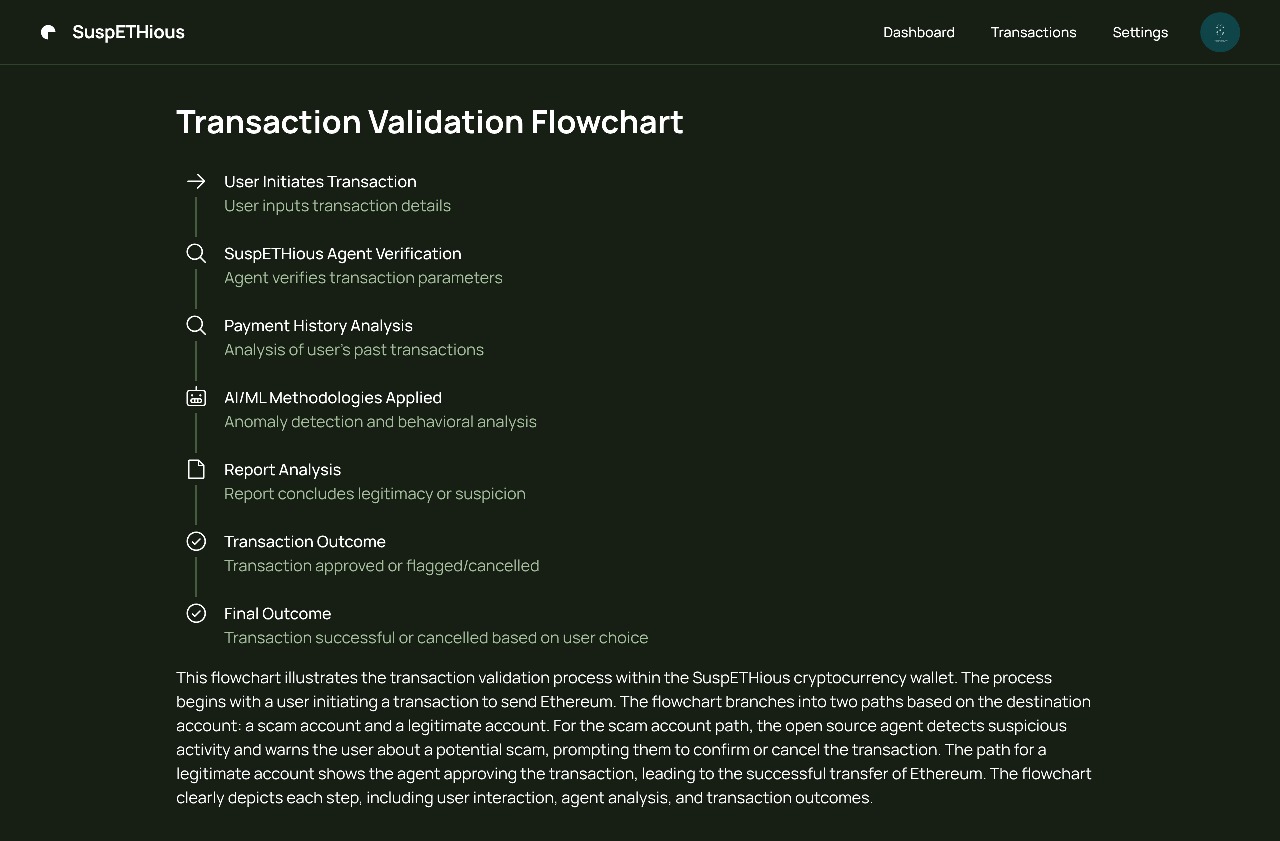 SuspETHious
Dashboard
Transactions
Settings
Transaction Validation Flowchart
User Initiates Transaction
User inputs transaction details
SuspETHious Agent Verification
Agent verifies transaction parameters
Payment History Analysis
Analysis of user's past transactions
AI/ML Methodologies Applied
Anomaly detection and behavioral analysis
Report Analysis
Report concludes legitimacy or suspicion
Transaction Outcome
Transaction approved or flagged/cancelled
Final Outcome
Transaction successful or cancelled based on user choice
This flowchart illustrates the transaction validation process within the SuspETHious cryptocurrency wallet. The process
begins with a user initiating a transaction to send Ethereum. The flowchart branches into two paths based on the destination
account: a scam account and a legitimate account. For the scam account path, the open source agent detects suspicious
activity and warns the user about a potential scam, prompting them to confirm or cancel the transaction. The path for a
legitimate account shows the agent approving the transaction, leading to the successful transfer of Ethereum. The flowchart
clearly depicts each step, including user interaction, agent analysis, and transaction outcomes.